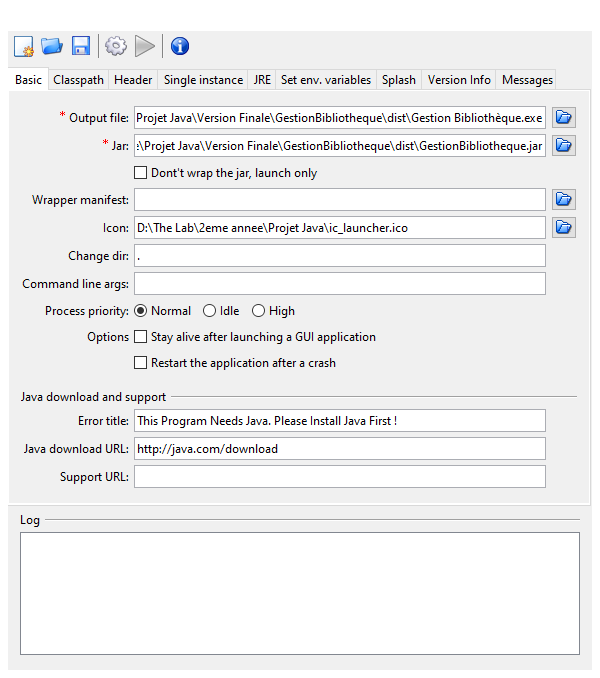 Basic Classpath Header Single instance JRE Set env. variables Splash Version Info Messages
* Output file: Projet Java\Version Finale\GestionBibliotheque\dist\Gestion Bibliothèque.exe
* Jar: :\Projet Java\Version Finale\GestionBibliotheque\dist\GestionBibliotheque.jar
Dont't wrap the jar, launch only
Wrapper manifest:
Icon: D:\The Lab\2eme annee\Projet Java\ic_launcher.ico
Change dir: .
Command line args:
Process priority: Normal Idle High
Options Stay alive after launching a GUI application
Restart the application after a crash
Java download and support
Error title: This Program Needs Java. Please Install Java First !
Java download URL: http://java.com/download
Support URL:
Log